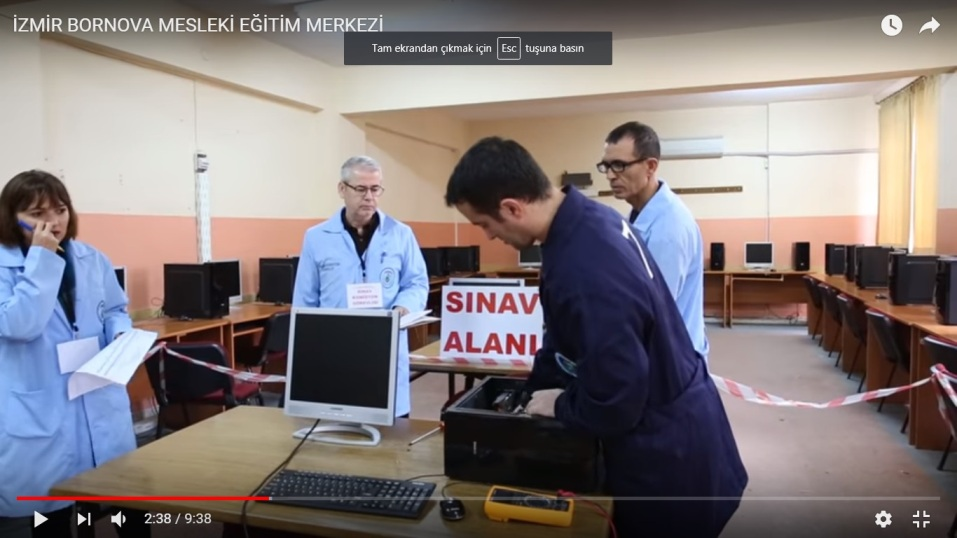 İZMİR BORNOVA MESLEKİ EĞİTİM MERKEZİ
Tam ekrandan çıkmak için Esc tuşuna basın
SINAV
ALANI
2:38 / 9:38